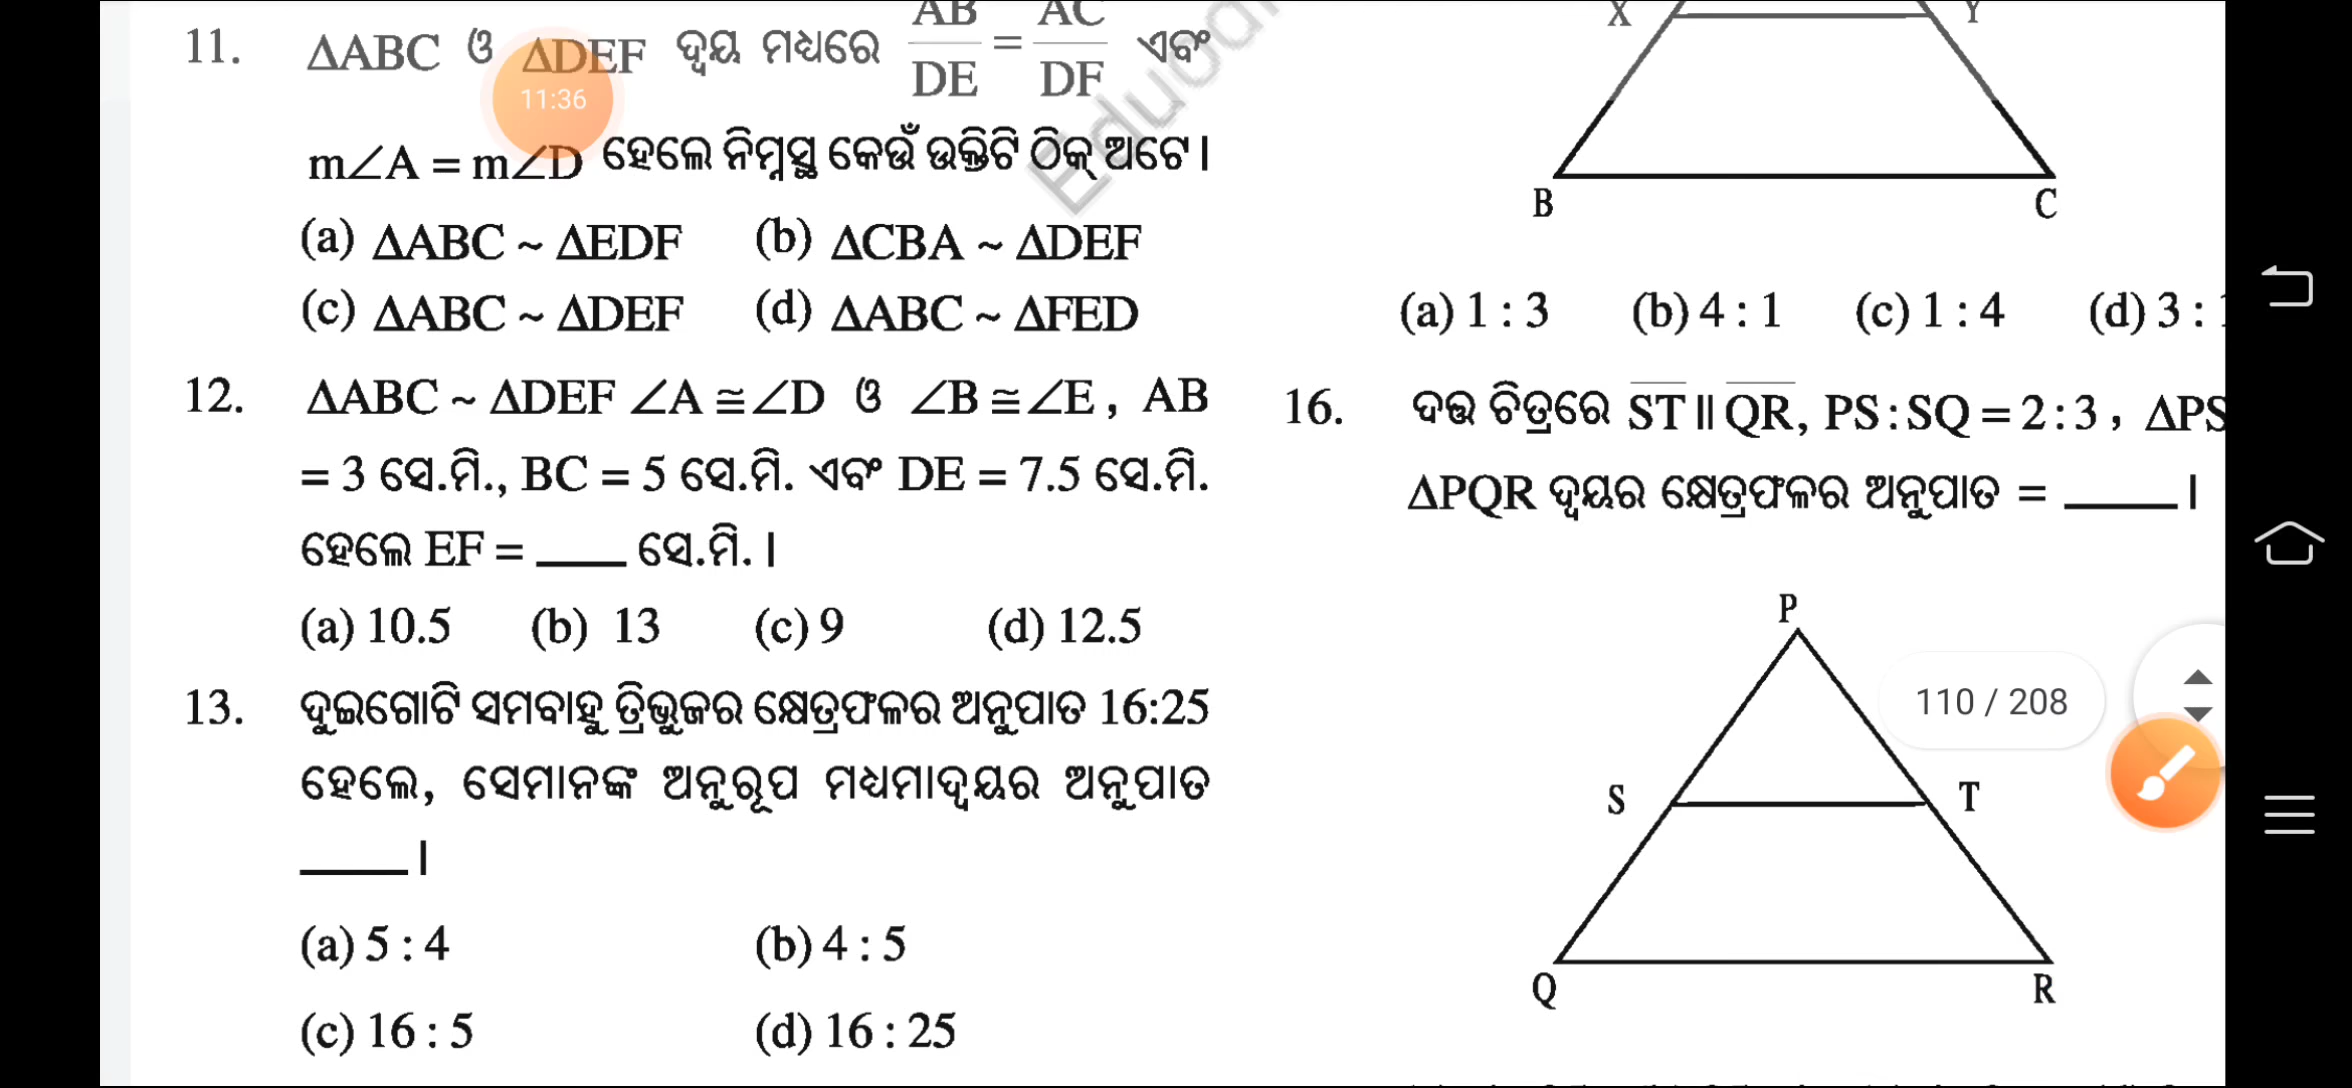 11. ΔABC ଓ ΔDEF ଦ୍ୱୟ ମଧ୍ୟରେ AB/DE = AC/DF ଏବଂ
11:36
m∠A = m∠D ହେଲେ ନିମ୍ନସ୍ଥ କେଉଁ ଉକ୍ତିଟି ଠିକ୍ ଅଟେ।
(a) ΔABC ~ ΔEDF (b) ΔCBA ~ ΔDEF
(c) ΔABC ~ ΔDEF (d) ΔABC ~ ΔFED
12. ΔABC ~ ΔDEF ∠A ≅ ∠D ଓ ∠B ≅ ∠E, AB
= 3 ସେ.ମି., BC = 5 ସେ.ମି. ଏବଂ DE = 7.5 ସେ.ମି.
ହେଲେ EF = ____ ସେ.ମି.।
(a) 10.5 (b) 13 (c) 9 (d) 12.5
13. ଦୁଇଗୋଟି ସମବାହୁ ତ୍ରିଭୁଜର କ୍ଷେତ୍ରଫଳର ଅନୁପାତ 16:25
ହେଲେ, ସେମାନଙ୍କ ଅନୁରୂପ ମଧ୍ୟମାଦ୍ୱୟର ଅନୁପାତ
____।
(a) 5 : 4 (b) 4 : 5
(c) 16 : 5 (d) 16 : 25
X Y
B C
(a) 1 : 3 (b) 4 : 1 (c) 1 : 4 (d) 3 :
16. ଦତ୍ତ ଚିତ୍ରରେ S̅T̅ ॥ Q̅R̅, PS : SQ = 2 : 3, ΔPS
ΔPQR ଦ୍ୱୟର କ୍ଷେତ୍ରଫଳର ଅନୁପାତ = ____।
P
110 / 208
S T
Q R